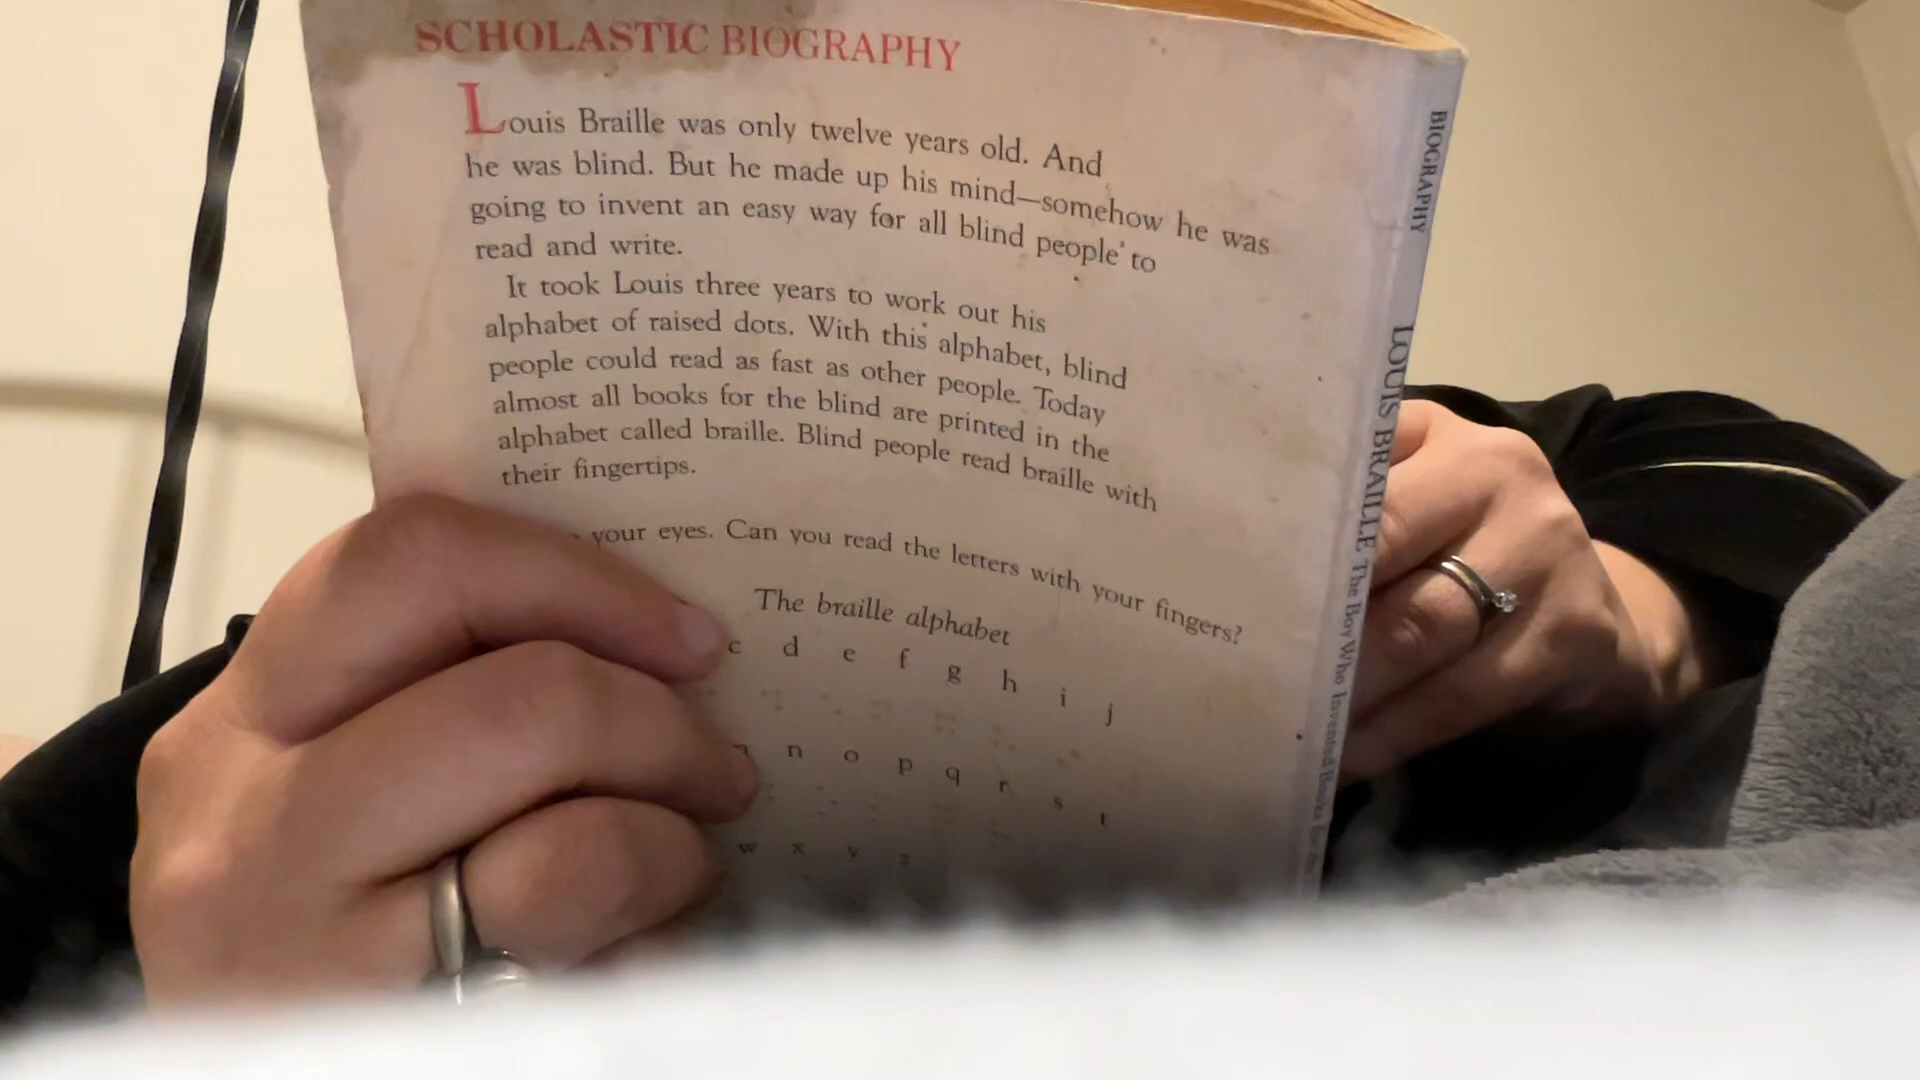 SCHOLASTIC BIOGRAPHY
Louis Braille was only twelve years old. And
he was blind. But he made up his mind—somehow he was
going to invent an easy way for all blind people to
read and write.
It took Louis three years to work out his
alphabet of raised dots. With this alphabet, blind
people could read as fast as other people. Today
almost all books for the blind are printed in the
alphabet called braille. Blind people read braille with
their fingertips.
your eyes. Can you read the letters with your fingers?
The braille alphabet
c d e f g h i j
n o p q r s t
w x y z
BIOGRAPHY
LOUIS BRAILLE The Boy Who Invented Books for the